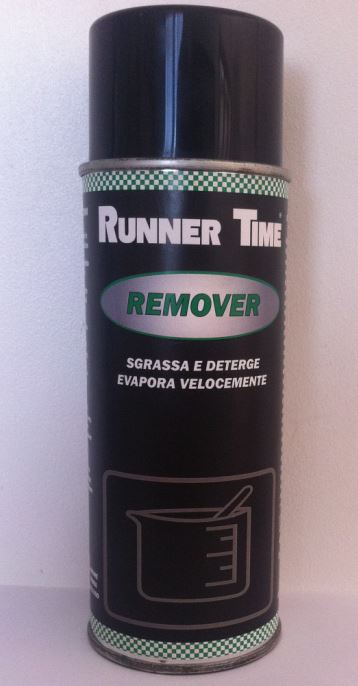 RUNNER TIME
REMOVER
SGRASSA E DETERGE
EVAPORA VELOCEMENTE